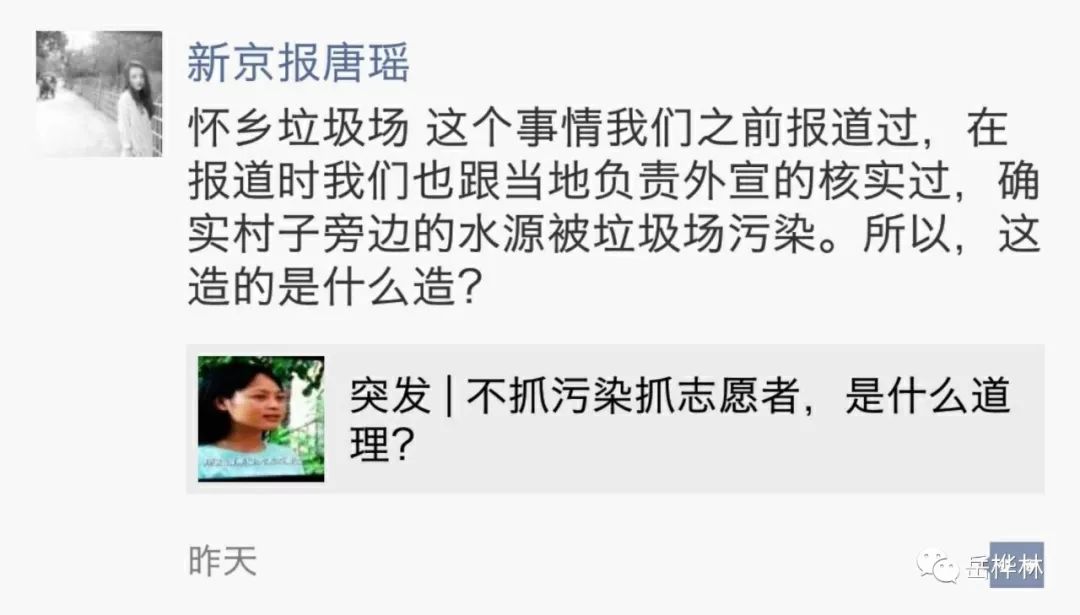 新京报唐瑶
怀乡垃圾场 这个事情我们之前报道过，在
报道时我们也跟当地负责外宣的核实过，确
实村子旁边的水源被垃圾场污染。所以，这
造的是什么造？
突发 | 不抓污染抓志愿者，是什么道
理？
昨天
岳桦林